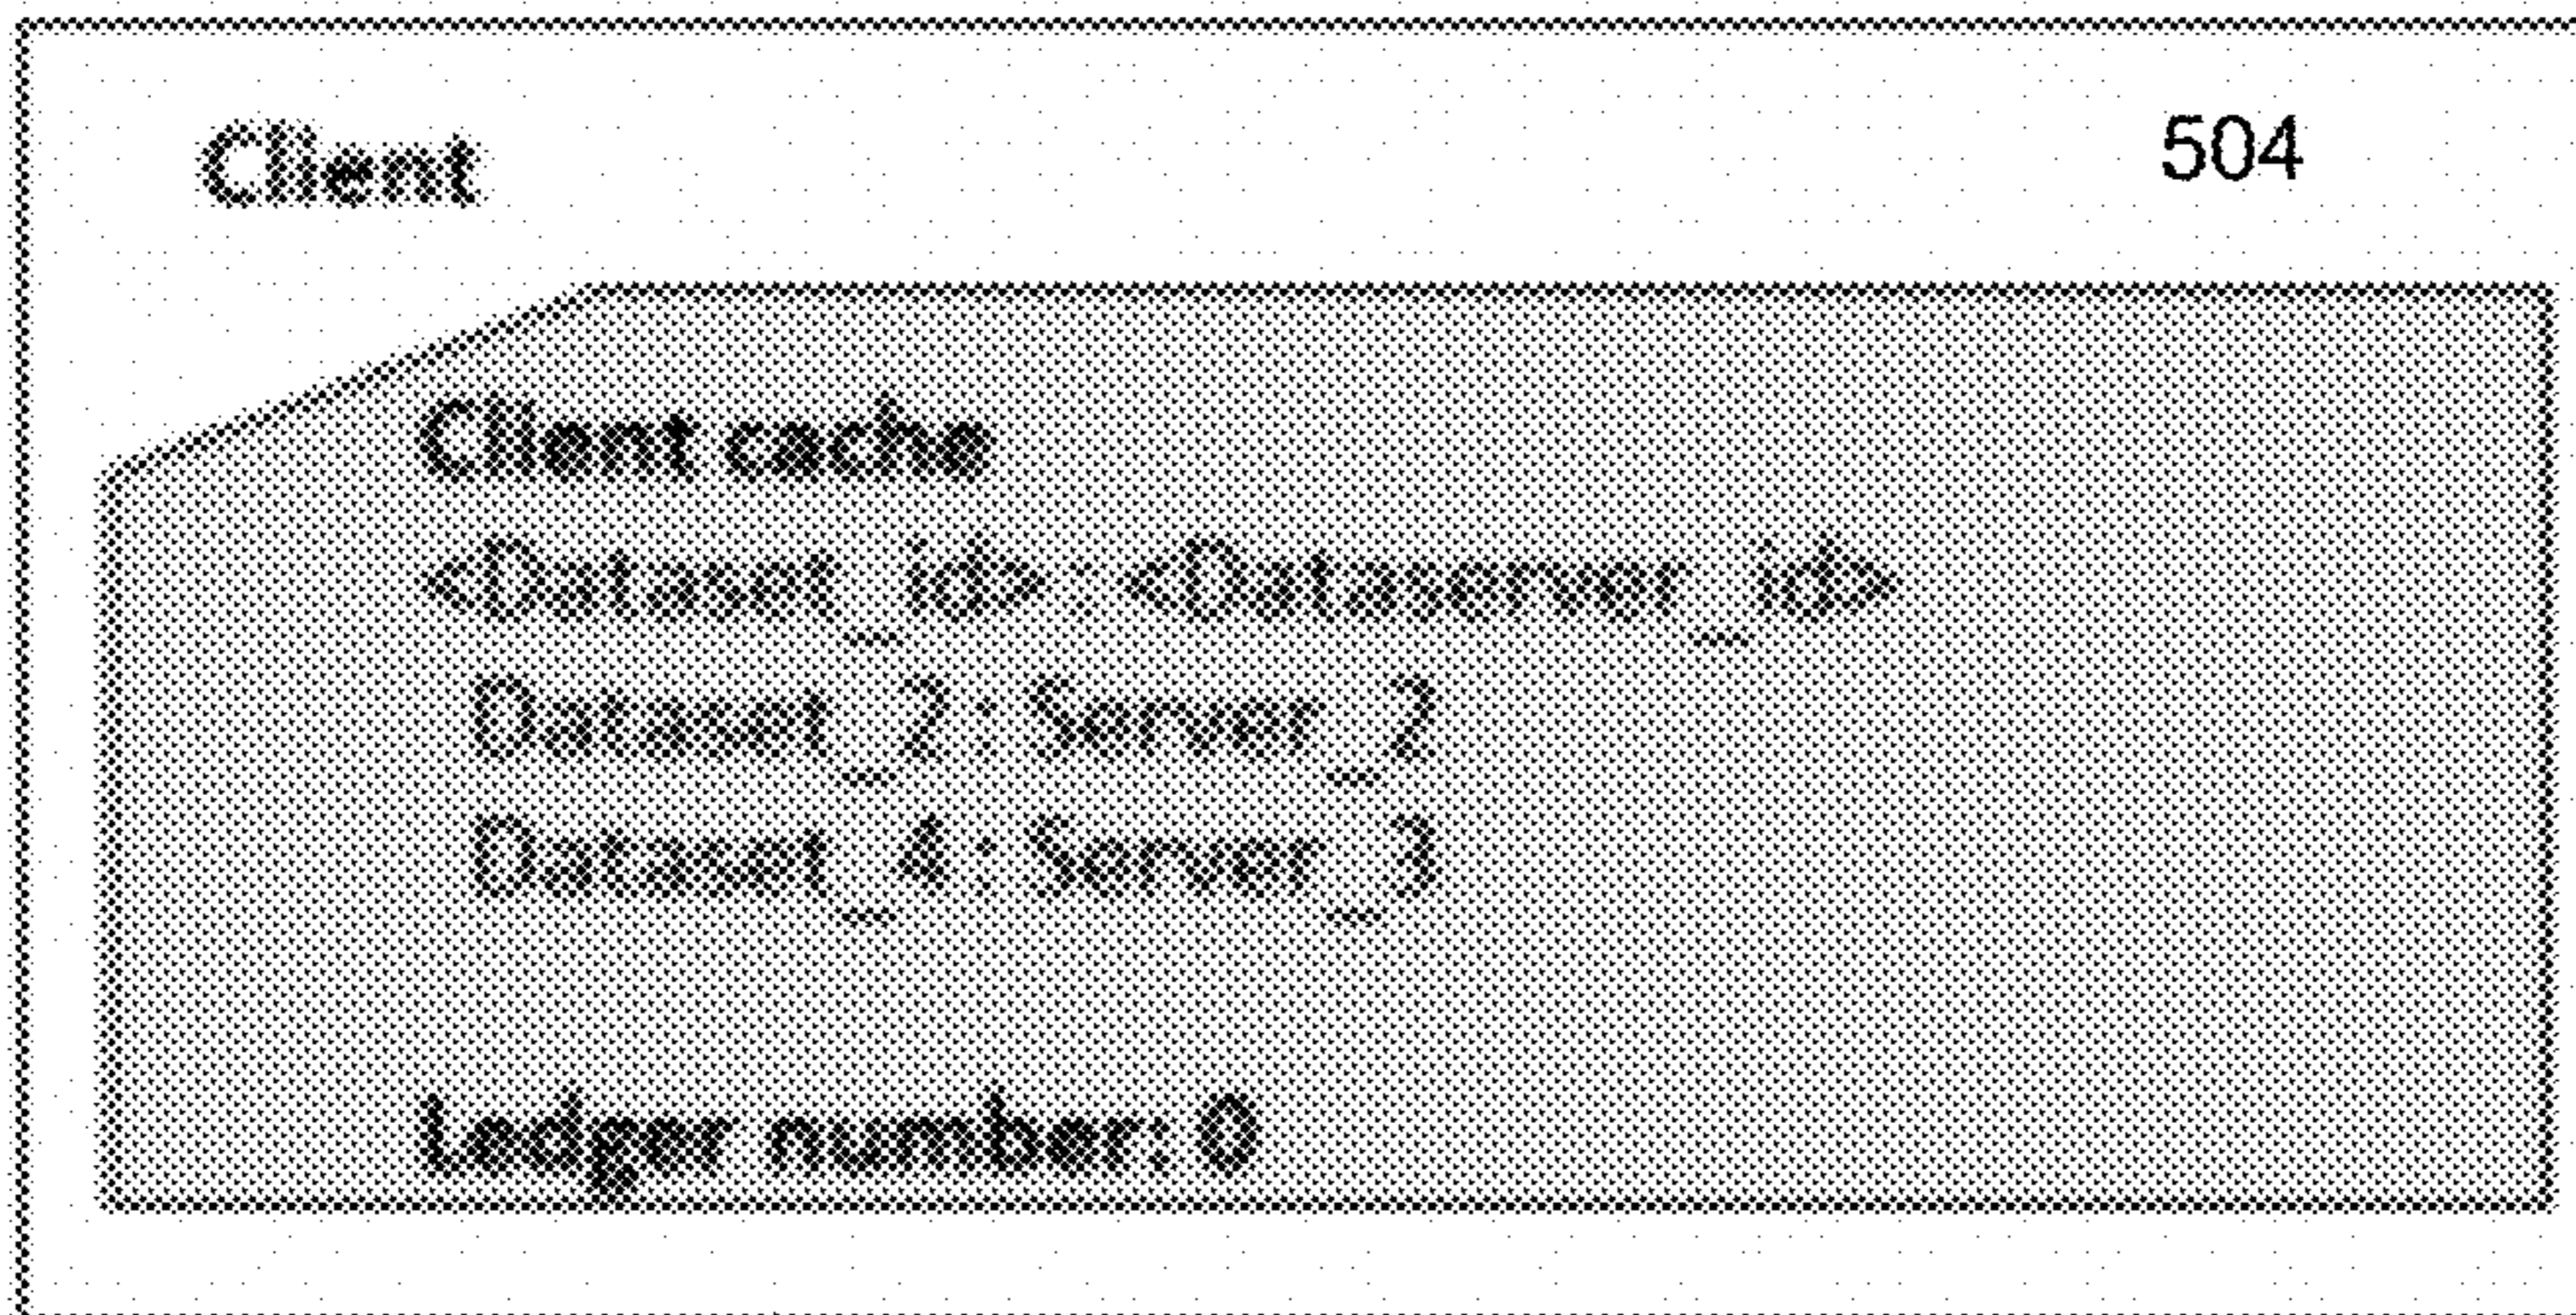 Client 504
Client cache
<Dataset_id> : <Dataserver_id>
Dataset_2 : Server_2
Dataset_4 : Server_3
Ledger number: 0